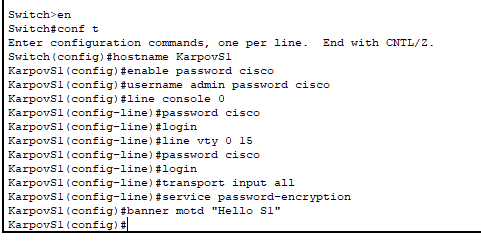 Switch>en
Switch#conf t
Enter configuration commands, one per line.  End with CNTL/Z.
Switch(config)#hostname KarpovS1
KarpovS1(config)#enable password cisco
KarpovS1(config)#username admin password cisco
KarpovS1(config)#line console 0
KarpovS1(config-line)#password cisco
KarpovS1(config-line)#login
KarpovS1(config-line)#line vty 0 15
KarpovS1(config-line)#password cisco
KarpovS1(config-line)#login
KarpovS1(config-line)#transport input all
KarpovS1(config-line)#service password-encryption
KarpovS1(config)#banner motd "Hello S1"
KarpovS1(config)#